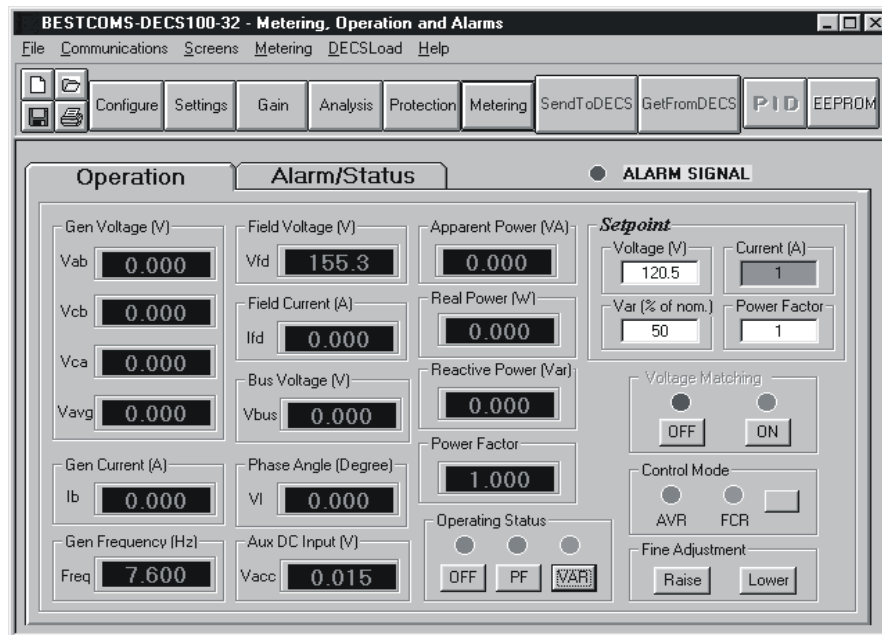 BESTCOMS-DECS100-32 - Metering, Operation and Alarms
File Communications Screens Metering DECSLoad Help
Configure Settings Gain Analysis Protection Metering SendToDECS GetFromDECS PID EEPROM
Operation Alarm/Status ALARM SIGNAL
Gen Voltage (V)
Vab 0.000
Vcb 0.000
Vca 0.000
Vavg 0.000
Gen Current (A)
Ib 0.000
Gen Frequency (Hz)
Freq 7.600
Field Voltage (V)
Vfd 155.3
Field Current (A)
Ifd 0.000
Bus Voltage (V)
Vbus 0.000
Phase Angle (Degree)
VI 0.000
Aux DC Input (V)
Vacc 0.015
Apparent Power (VA)
0.000
Real Power (W)
0.000
Reactive Power (Var)
0.000
Power Factor
1.000
Operating Status
OFF PF VAR
Setpoint
Voltage (V) Current (A)
120.5 1
Var (% of nom.) Power Factor
50 1
Voltage Matching
OFF ON
Control Mode
AVR FCR
Fine Adjustment
Raise Lower